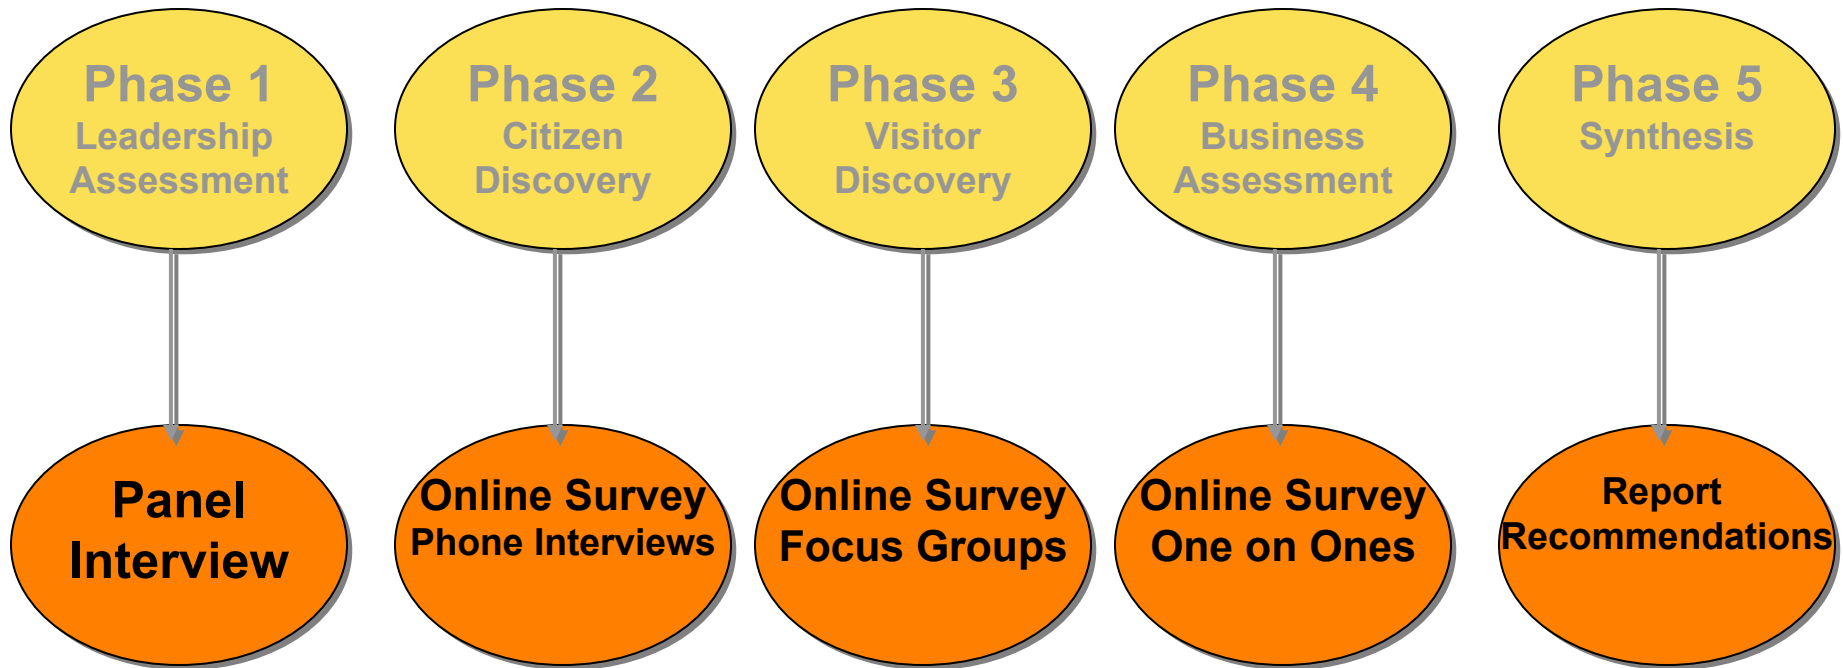 Phase 1
Leadership
Assessment
Phase 2
Citizen
Discovery
Phase 3
Visitor
Discovery
Phase 4
Business
Assessment
Phase 5
Synthesis
Panel
Interview
Online Survey
Phone Interviews
Online Survey
Focus Groups
Online Survey
One on Ones
Report
Recommendations